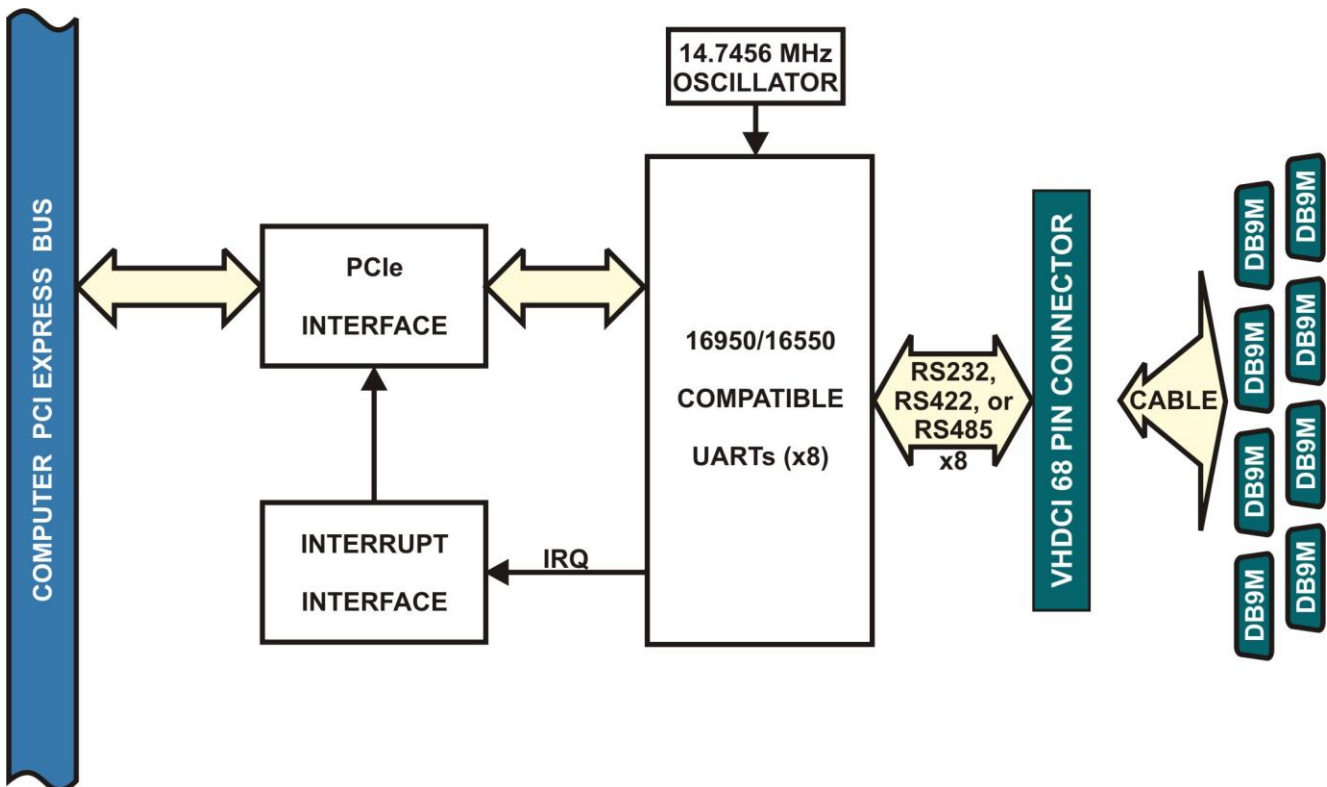 COMPUTER PCI EXPRESS BUS
14.7456 MHz
OSCILLATOR
PCIe
INTERFACE
INTERRUPT
INTERFACE
IRQ
16950/16550
COMPATIBLE
UARTs (x8)
RS232,
RS422, or
RS485
x8
VHDCI 68 PIN CONNECTOR
CABLE
DB9M
DB9M
DB9M
DB9M
DB9M
DB9M
DB9M
DB9M